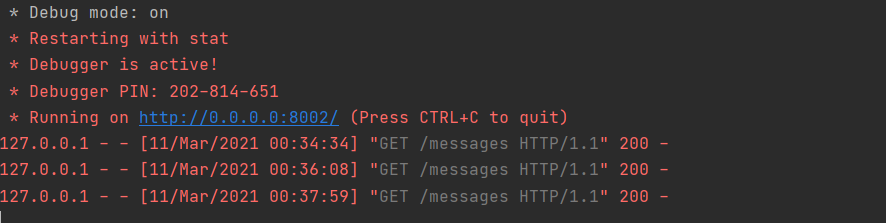 * Debug mode: on
* Restarting with stat
* Debugger is active!
* Debugger PIN: 202-814-651
* Running on http://0.0.0.0:8002/ (Press CTRL+C to quit)
127.0.0.1 - - [11/Mar/2021 00:34:34] "GET /messages HTTP/1.1" 200 -
127.0.0.1 - - [11/Mar/2021 00:36:08] "GET /messages HTTP/1.1" 200 -
127.0.0.1 - - [11/Mar/2021 00:37:59] "GET /messages HTTP/1.1" 200 -